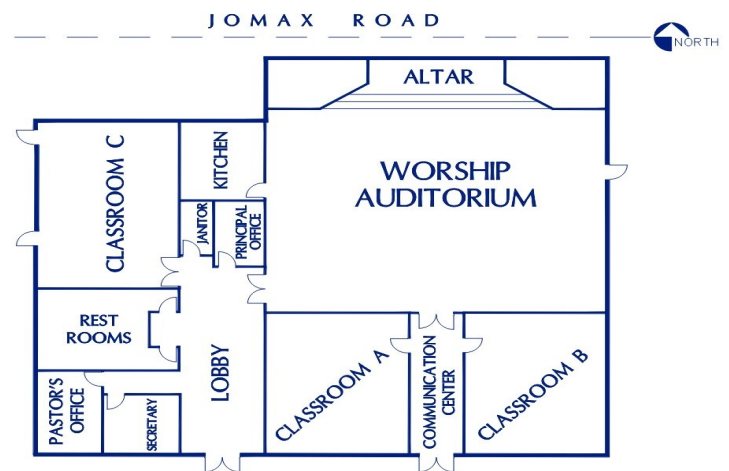 JOMAX ROAD
NORTH
ALTAR
CLASSROOM C
KITCHEN
WORSHIP
AUDITORIUM
JANITOR
PRINCIPAL
OFFICE
REST
ROOMS
LOBBY
CLASSROOM A
COMMUNICATION
CENTER
CLASSROOM B
PASTOR'S
OFFICE
SECRETARY